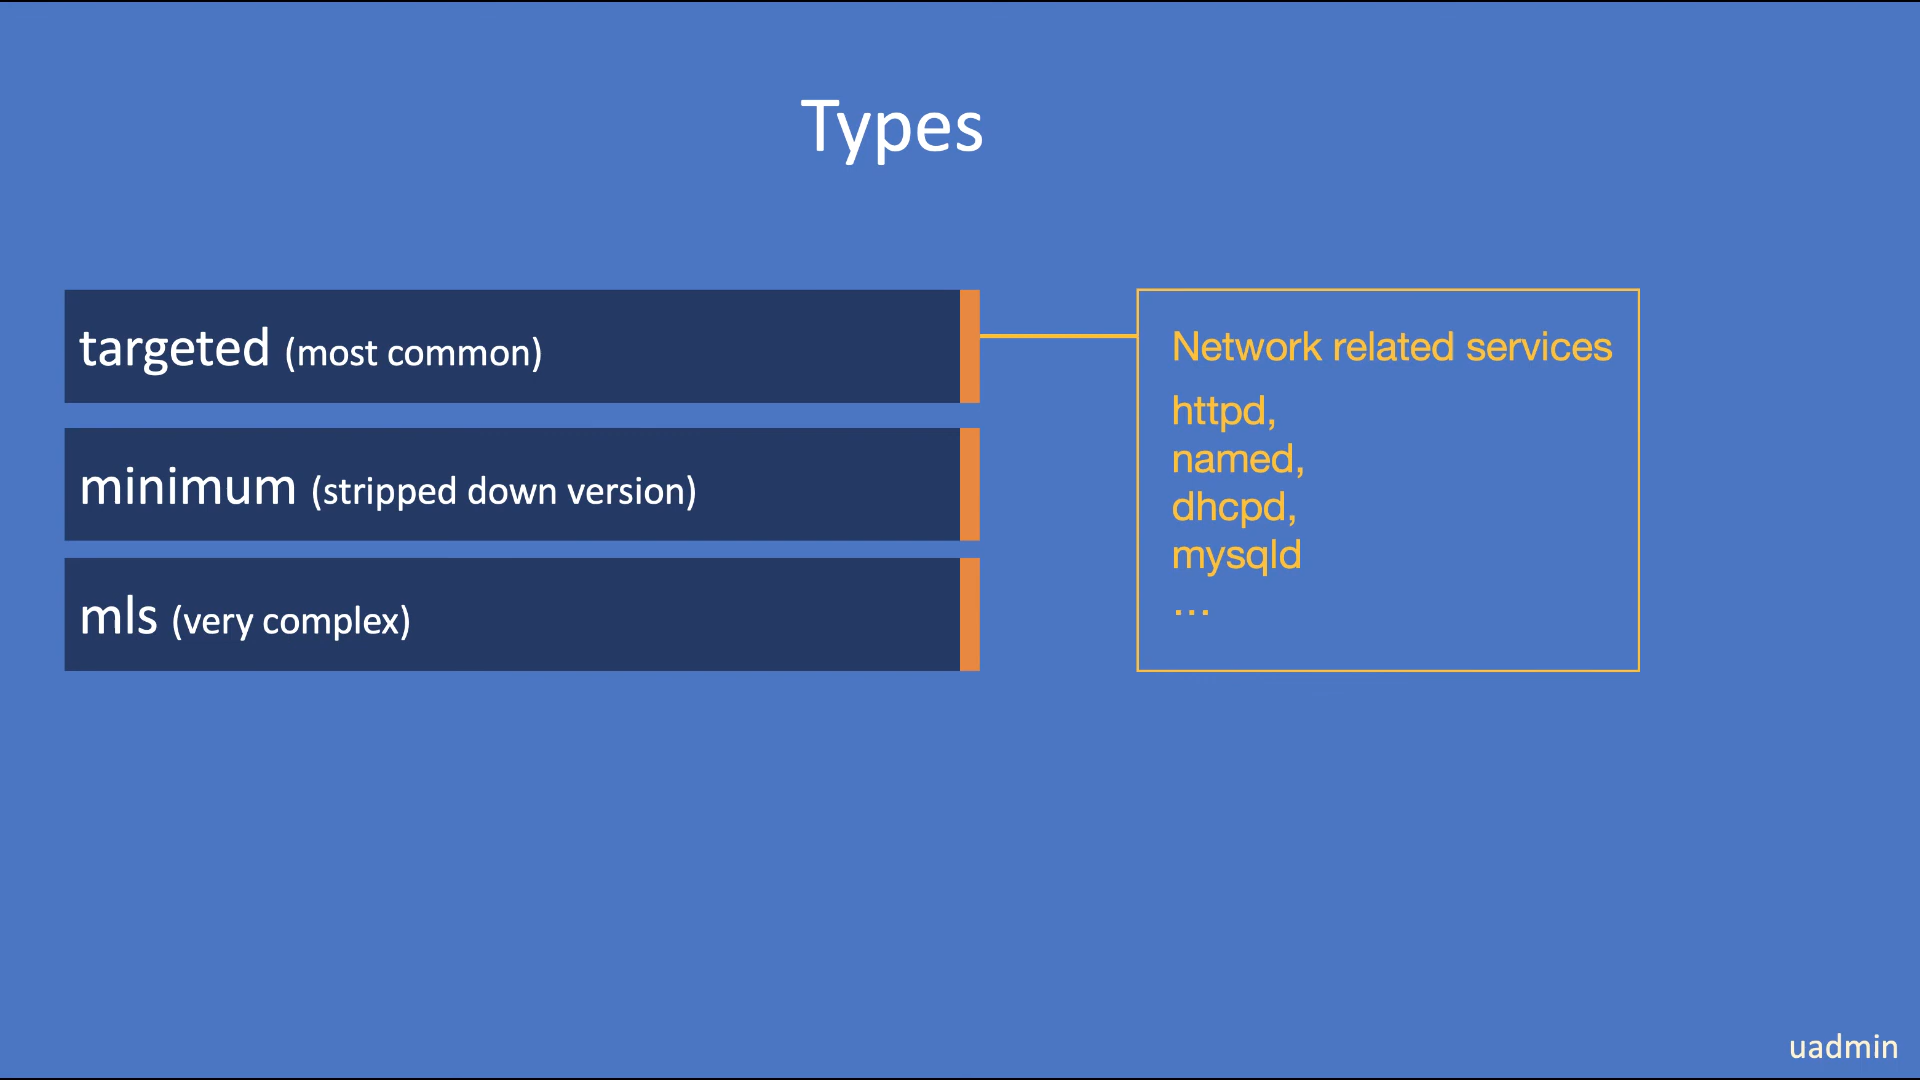 Types
targeted (most common)
minimum (stripped down version)
mls (very complex)
Network related services
httpd,
named,
dhcpd,
mysqld
...
uadmin